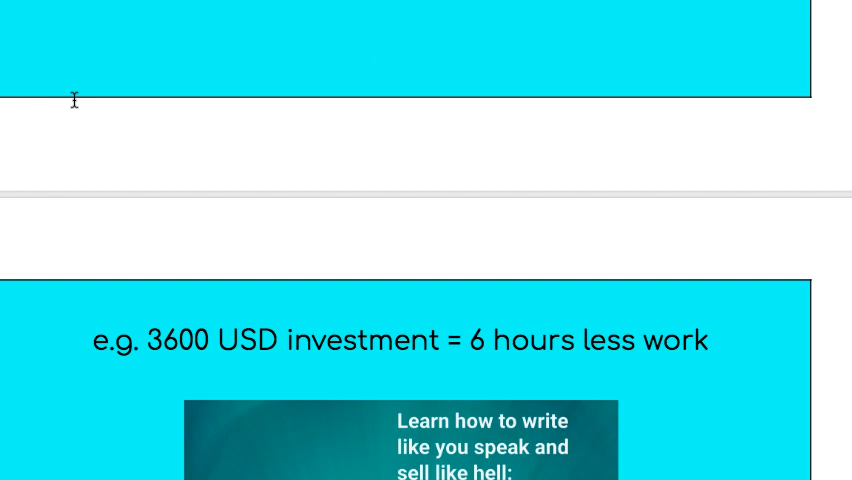 e.g. 3600 USD investment = 6 hours less work
Learn how to write
like you speak and
sell like hell: